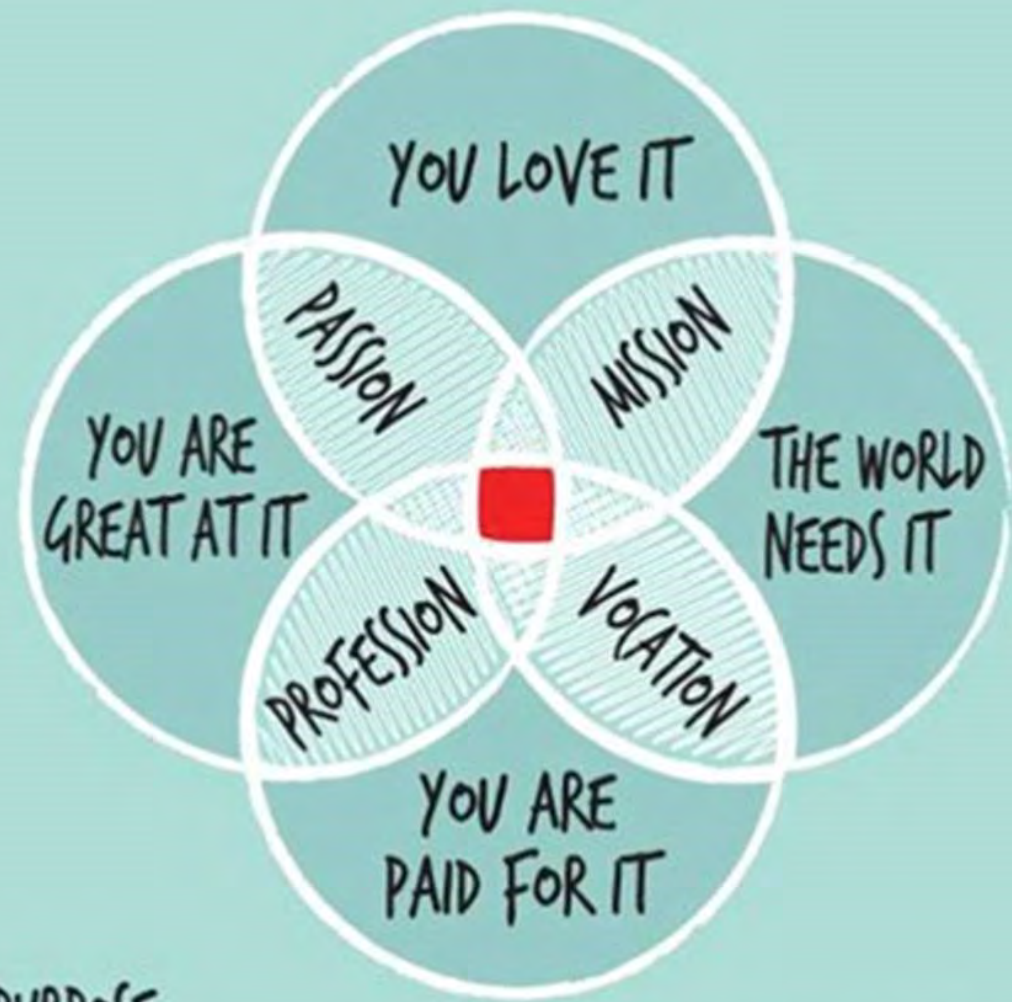 YOU LOVE IT
PASSION
MISSION
YOU ARE
GREAT AT IT
THE WORLD
NEEDS IT
PROFESSION
VOCATION
YOU ARE
PAID FOR IT
PURPOSE